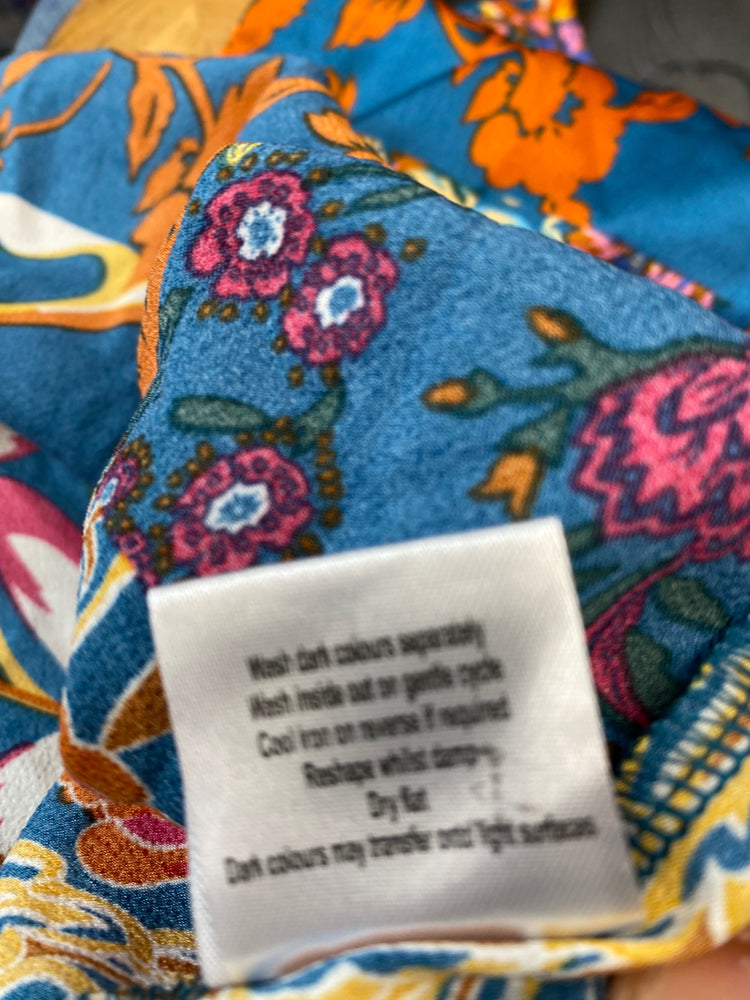 Wash dark colours separately
Wash inside out on gentle cycle
Cool iron on reverse if required
Reshape whilst damp
Dry flat
Dark colours may transfer onto light surfaces